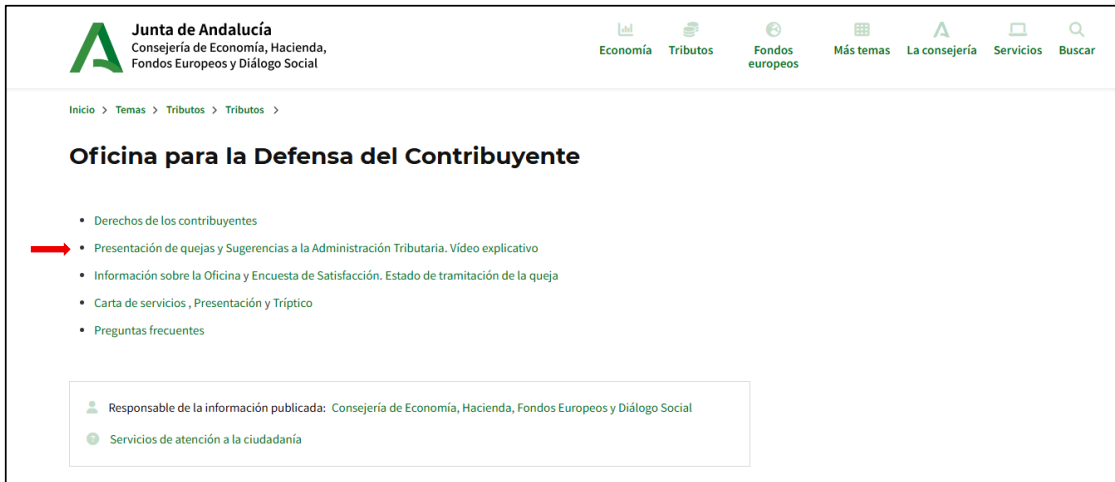 Junta de Andalucía
Consejería de Economía, Hacienda,
Fondos Europeos y Diálogo Social
Economía
Tributos
Fondos
europeos
Más temas
La consejería
Servicios
Buscar
Inicio > Temas > Tributos > Tributos >
Oficina para la Defensa del Contribuyente
• Derechos de los contribuyentes
• Presentación de quejas y Sugerencias a la Administración Tributaria. Vídeo explicativo
• Información sobre la Oficina y Encuesta de Satisfacción. Estado de tramitación de la queja
• Carta de servicios , Presentación y Tríptico
• Preguntas frecuentes
Responsable de la información publicada: Consejería de Economía, Hacienda, Fondos Europeos y Diálogo Social
Servicios de atención a la ciudadanía